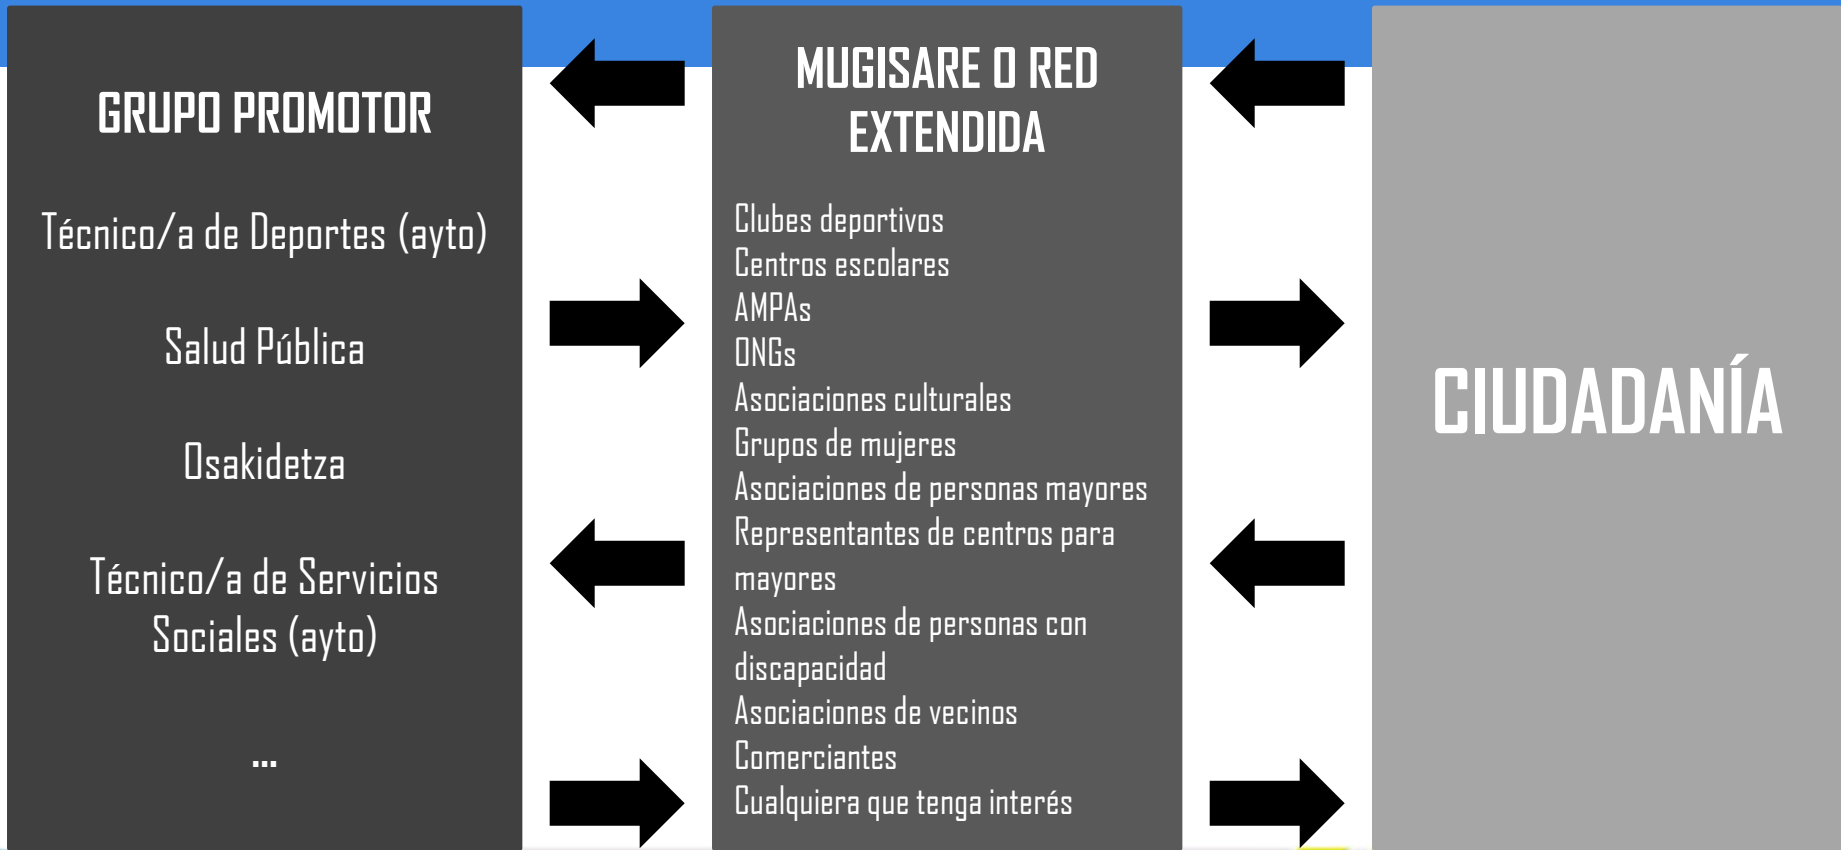 GRUPO PROMOTOR
Técnico/a de Deportes (ayto)
Salud Pública
Osakidetza
Técnico/a de Servicios
Sociales (ayto)
...
MUGISARE O RED
EXTENDIDA
Clubes deportivos
Centros escolares
AMPAs
ONGs
Asociaciones culturales
Grupos de mujeres
Asociaciones de personas mayores
Representantes de centros para
mayores
Asociaciones de personas con
discapacidad
Asociaciones de vecinos
Comerciantes
Cualquiera que tenga interés
CIUDADANÍA